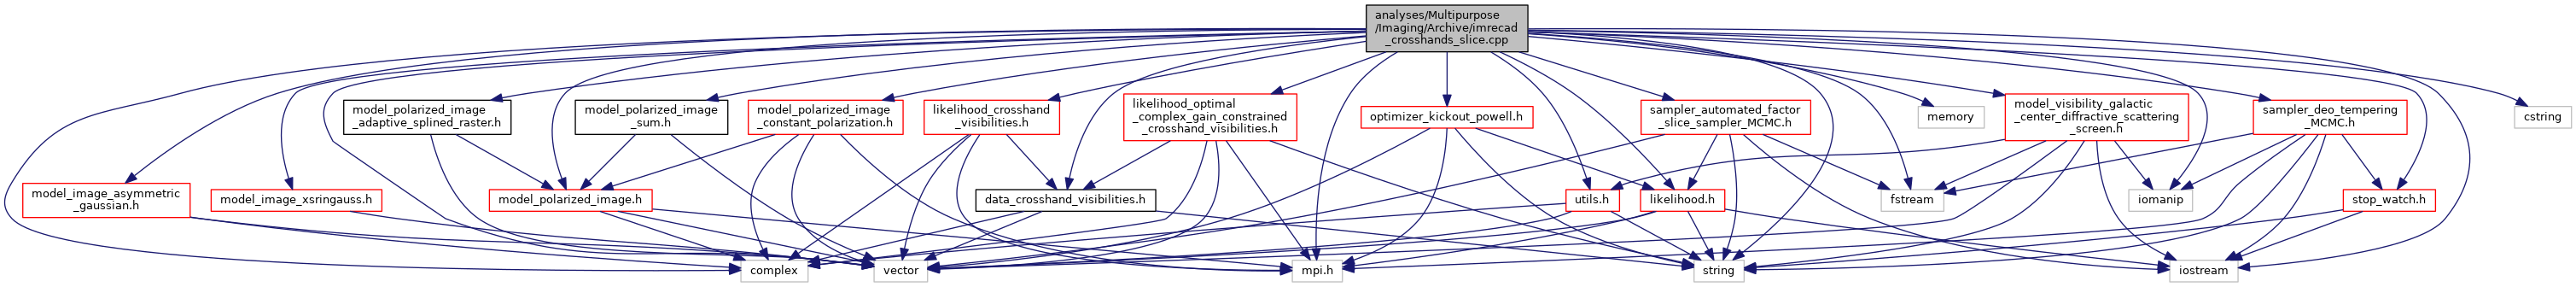 analyses/Multipurpose
/Imaging/Archive/imrecad
_crosshands_slice.cpp
model_polarized_image
_adaptive_splined_raster.h
model_polarized_image
_sum.h
model_polarized_image
_constant_polarization.h
likelihood_crosshand
_visibilities.h
likelihood_optimal
_complex_gain_constrained
_crosshand_visibilities.h
optimizer_kickout_powell.h
sampler_automated_factor
_slice_sampler_MCMC.h
memory
model_visibility_galactic
_center_diffractive_scattering
_screen.h
sampler_deo_tempering
_MCMC.h
cstring
model_image_asymmetric
_gaussian.h
model_image_xsringauss.h
model_polarized_image.h
data_crosshand_visibilities.h
utils.h
likelihood.h
fstream
iomanip
stop_watch.h
complex
vector
mpi.h
string
iostream